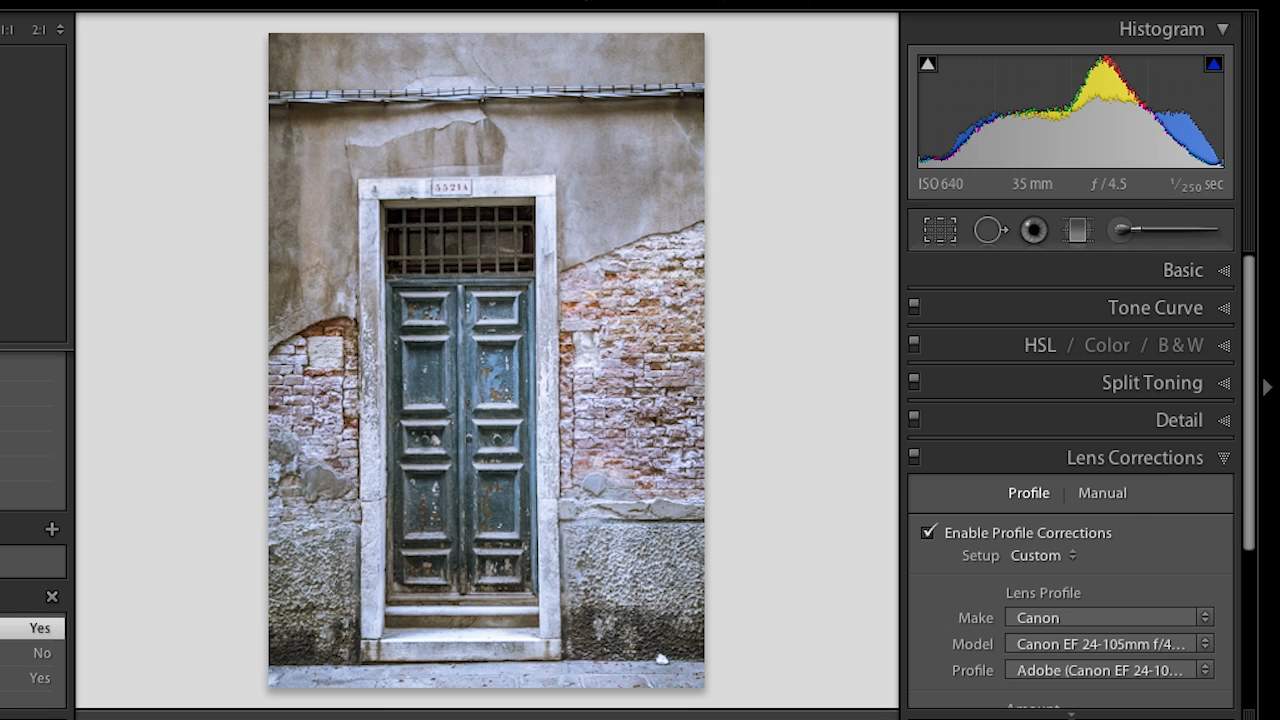 1:1 2:1
Histogram
ISO 640 35 mm ƒ / 4.5 1/250 sec
Basic
Tone Curve
HSL / Color / B & W
Split Toning
Detail
Lens Corrections
Profile | Manual
Enable Profile Corrections
Setup Custom
Lens Profile
Make Canon
Model Canon EF 24-105mm f/4...
Profile Adobe (Canon EF 24-10...
Amount
Yes
No
Yes
5521A